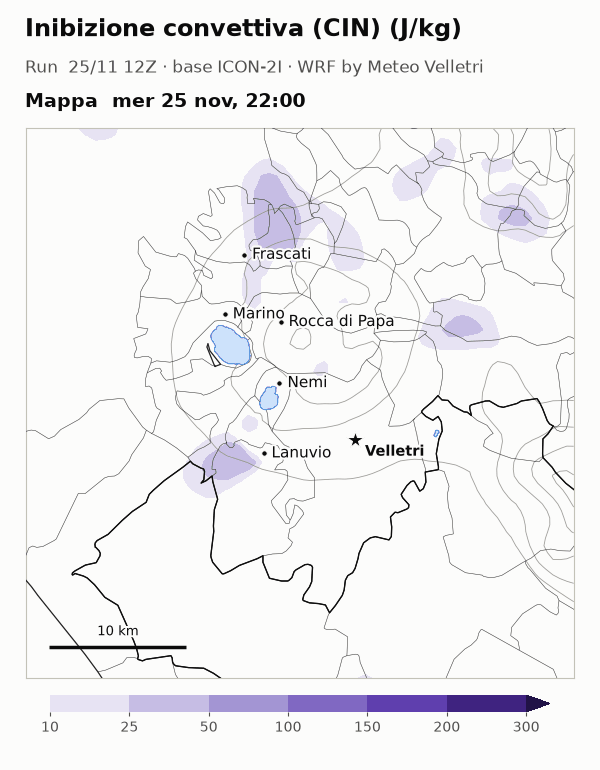 Inibizione convettiva (CIN) (J/kg)
Run  25/11 12Z · base ICON-2I · WRF by Meteo Velletri
Mappa  mer 25 nov, 22:00
Frascati
Marino
Rocca di Papa
Nemi
Velletri
Lanuvio
10 km
10 25 50 100 150 200 300